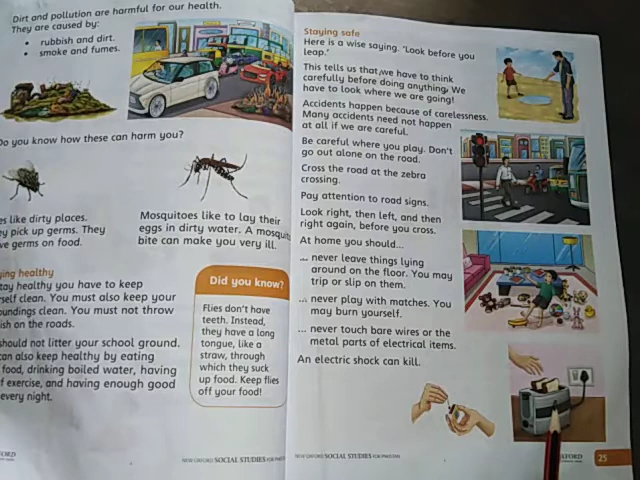 Dirt and pollution are harmful for our health.
They are caused by:
• rubbish and dirt.
• smoke and fumes.
Do you know how these can harm you?
like dirty places.
pick up germs. They
germs on food.
Mosquitoes like to lay their
eggs in dirty water. A mosquito
bite can make you very ill.
healthy
stay healthy you have to keep
clean. You must also keep your
clean. You must not throw
on the roads.
should not litter your school ground.
can also keep healthy by eating
food, drinking boiled water, having
exercise, and having enough good
every night.
Did you know?
Flies don't have
teeth. Instead,
they have a long
tongue, like a
straw, through
which they suck
up food. Keep flies
off your food!
NEW OXFORD SOCIAL STUDIES FOR
Staying safe
Here is a wise saying. 'Look before you
leap.'
This tells us that we have to think
carefully before doing anything. We
have to look where we are going!
Accidents happen because of carelessness.
Many accidents need not happen
at all if we are careful.
Be careful where you play. Don't
go out alone on the road.
Cross the road at the zebra
crossing.
Pay attention to road signs.
Look right, then left, and then
right again, before you cross.
At home you should...
... never leave things lying
around on the floor. You may
trip or slip on them.
... never play with matches. You
may burn yourself.
... never touch bare wires or the
metal parts of electrical items.
An electric shock can kill.
NEW OXFORD SOCIAL STUDIES FOR PAKISTAN
25